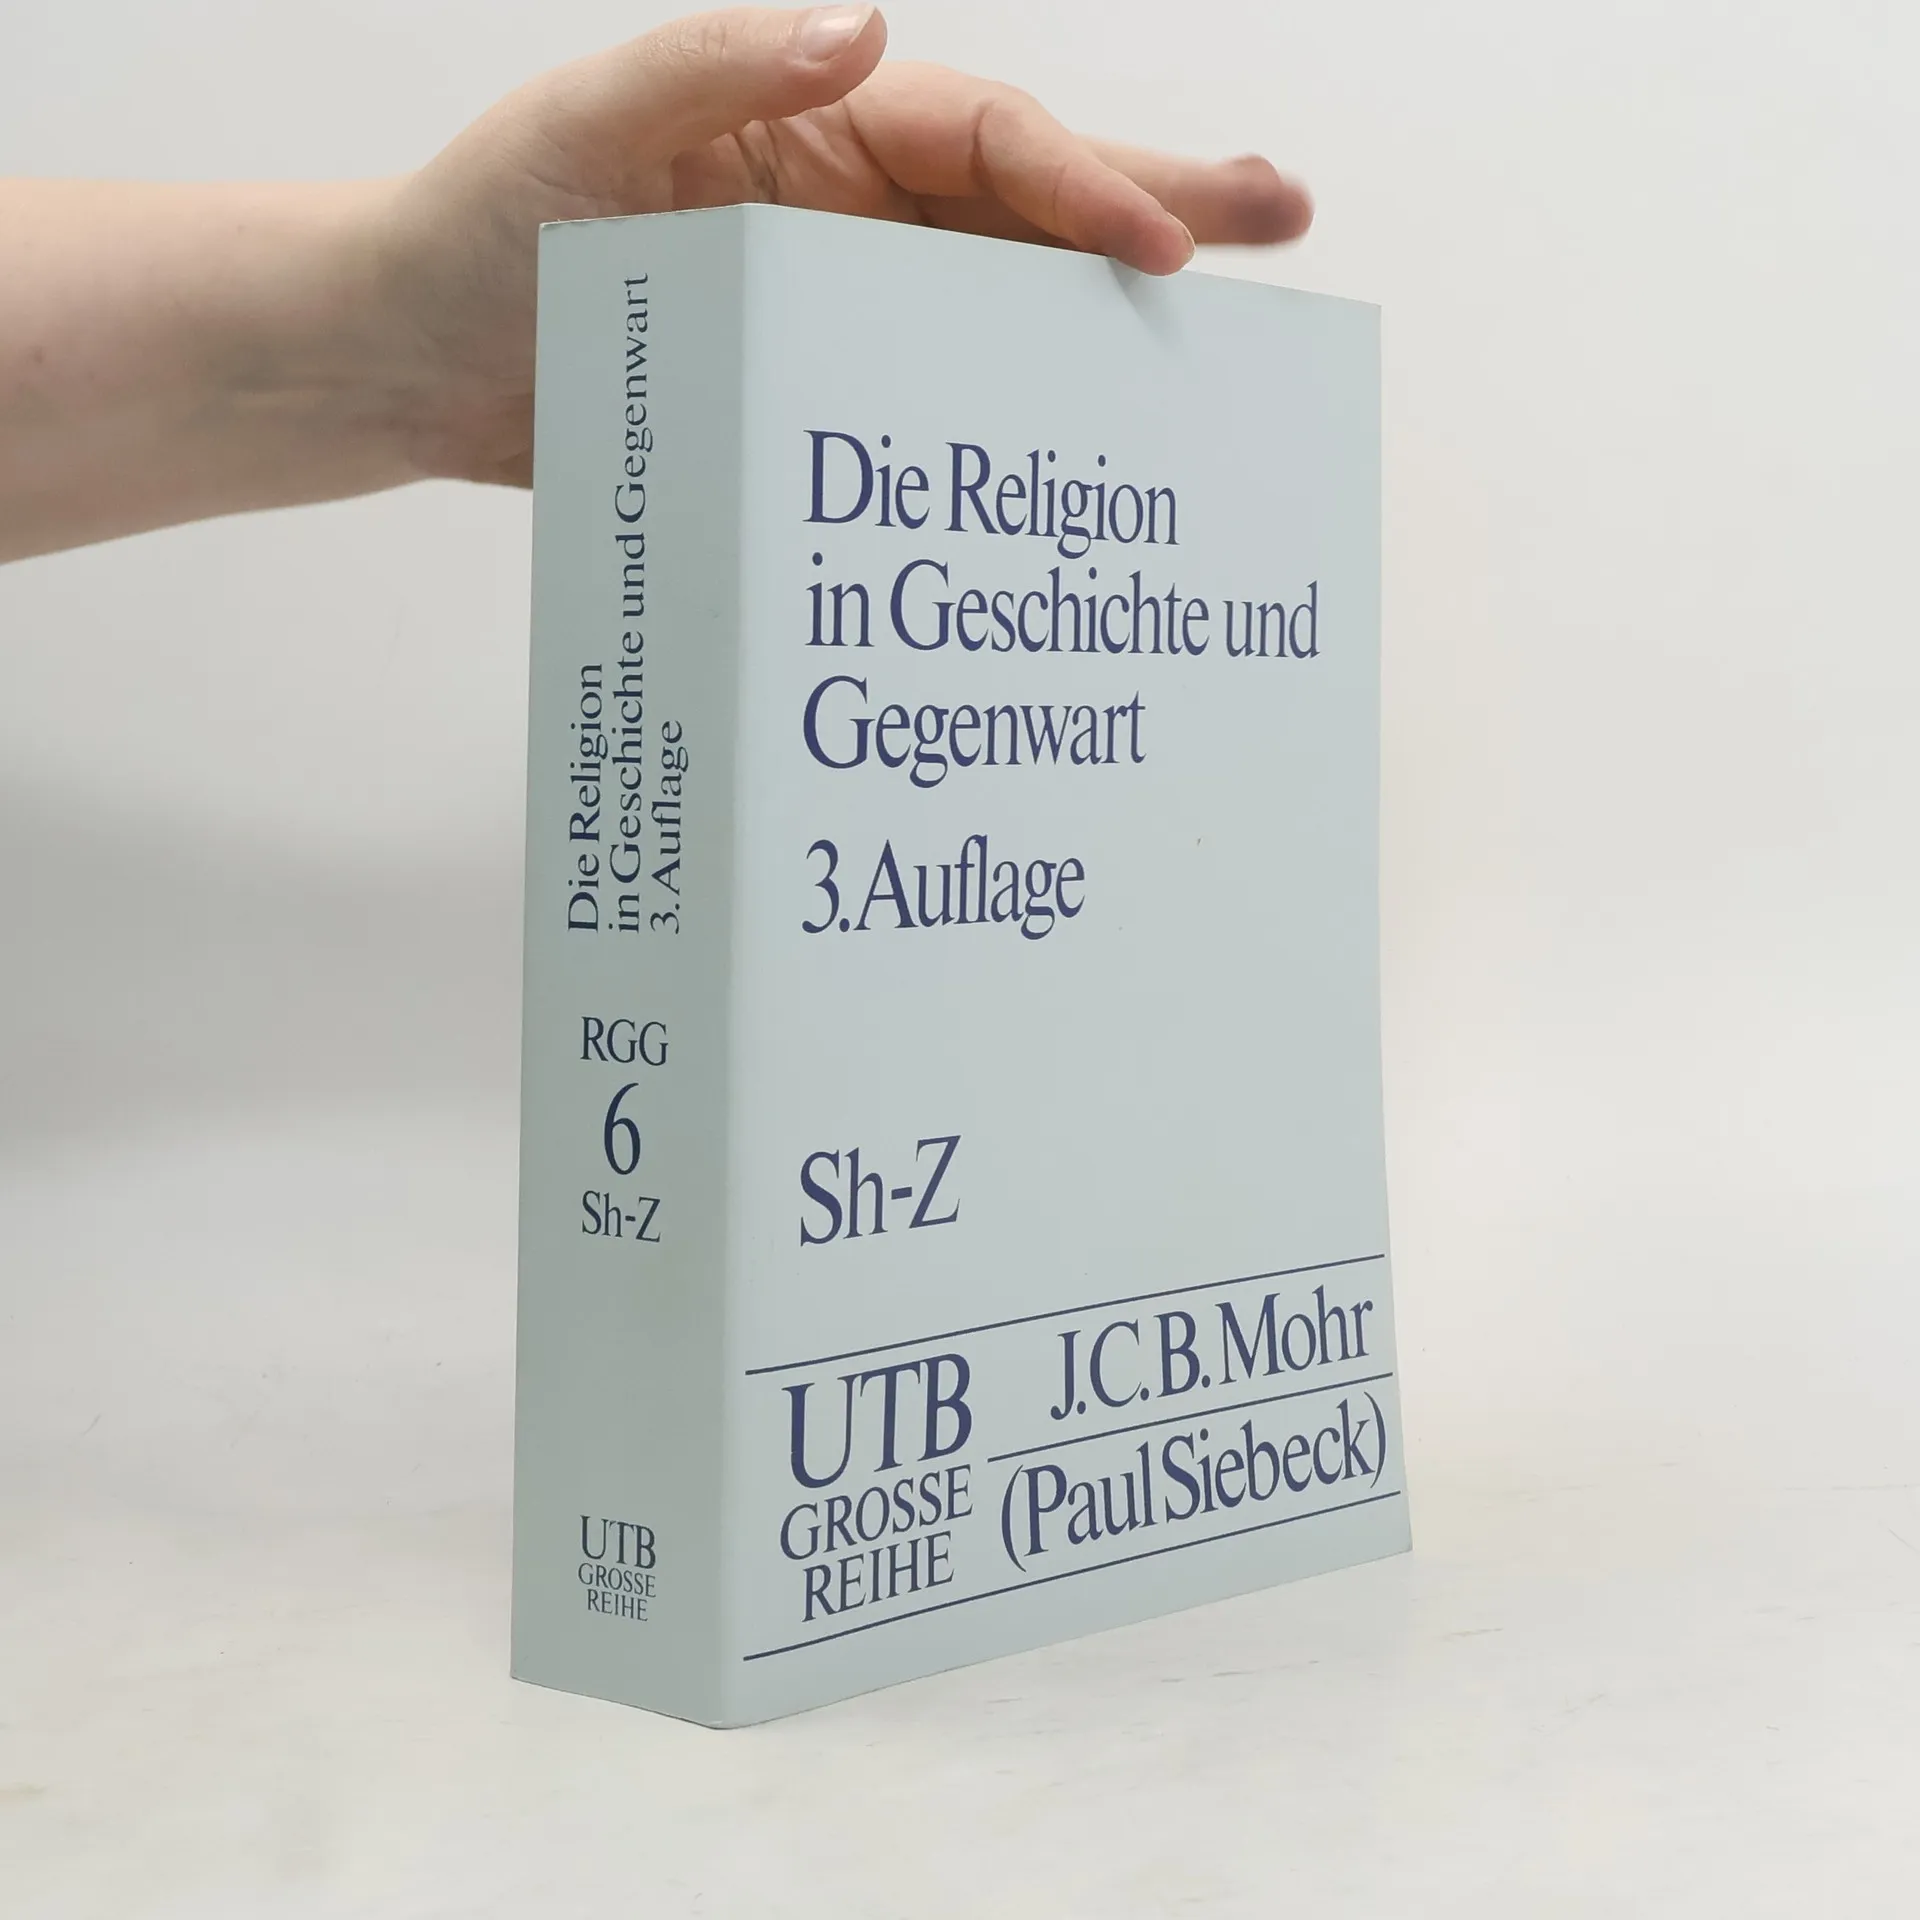 Die Religion
in Geschichte und Gegenwart
3. Auflage
RGG
6
Sh-Z
UTB
GROSSE
REIHE
Die Religion
in Geschichte und
Gegenwart
3. Auflage
Sh-Z
UTB
GROSSE
REIHE
J.C.B. Mohr
(Paul Siebeck)